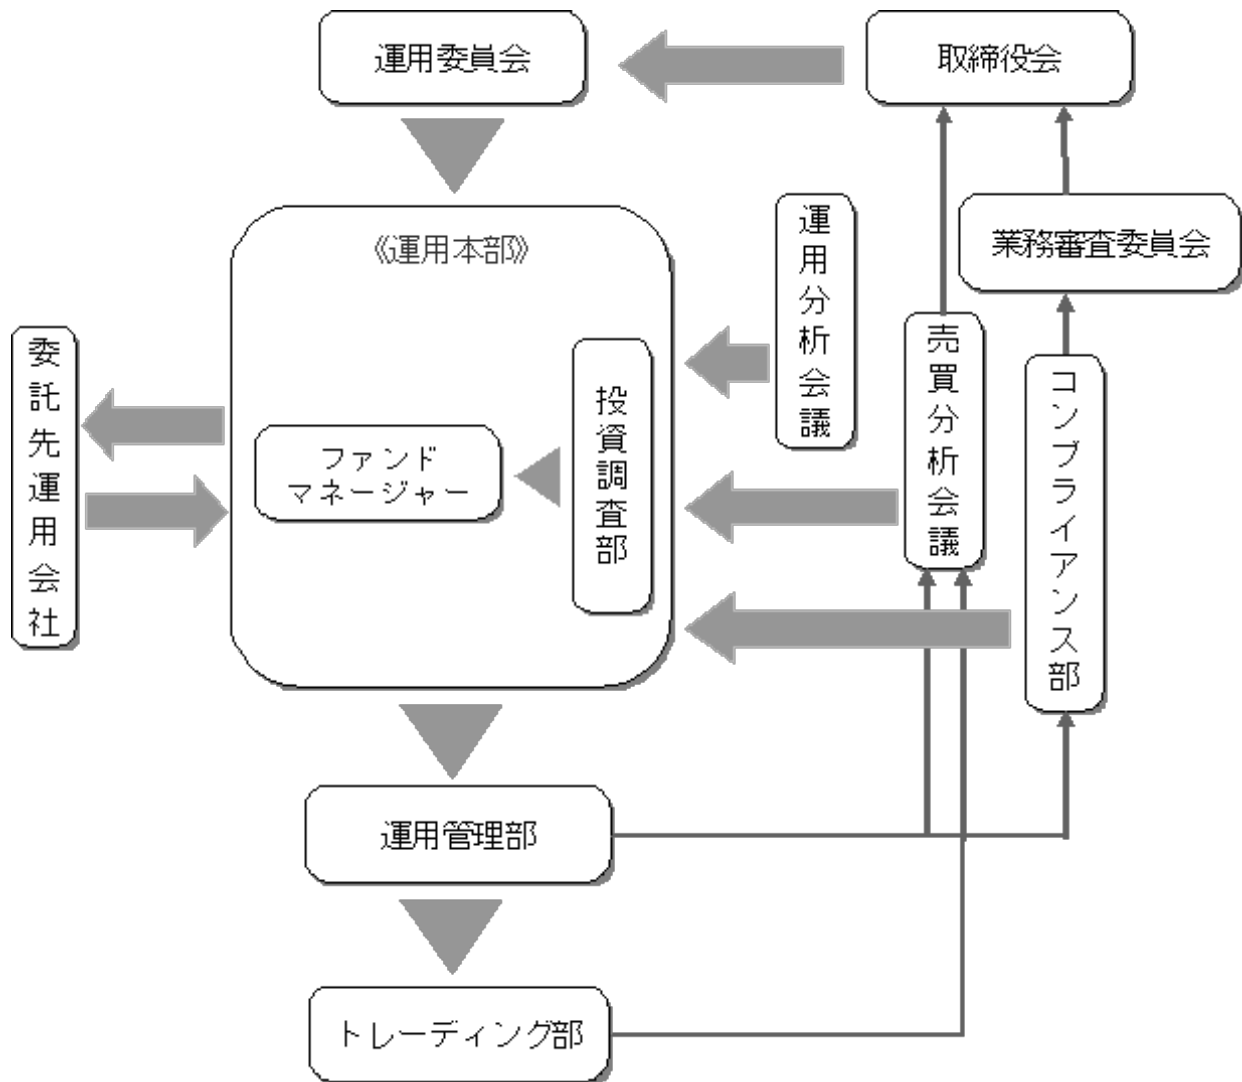 運用委員会
取締役会
《運用本部》
運用分析会議
業務審査委員会
委託先運用会社
ファンド
マネージャー
投資調査部
売買分析会議
コンプライアンス部
運用管理部
トレーディング部